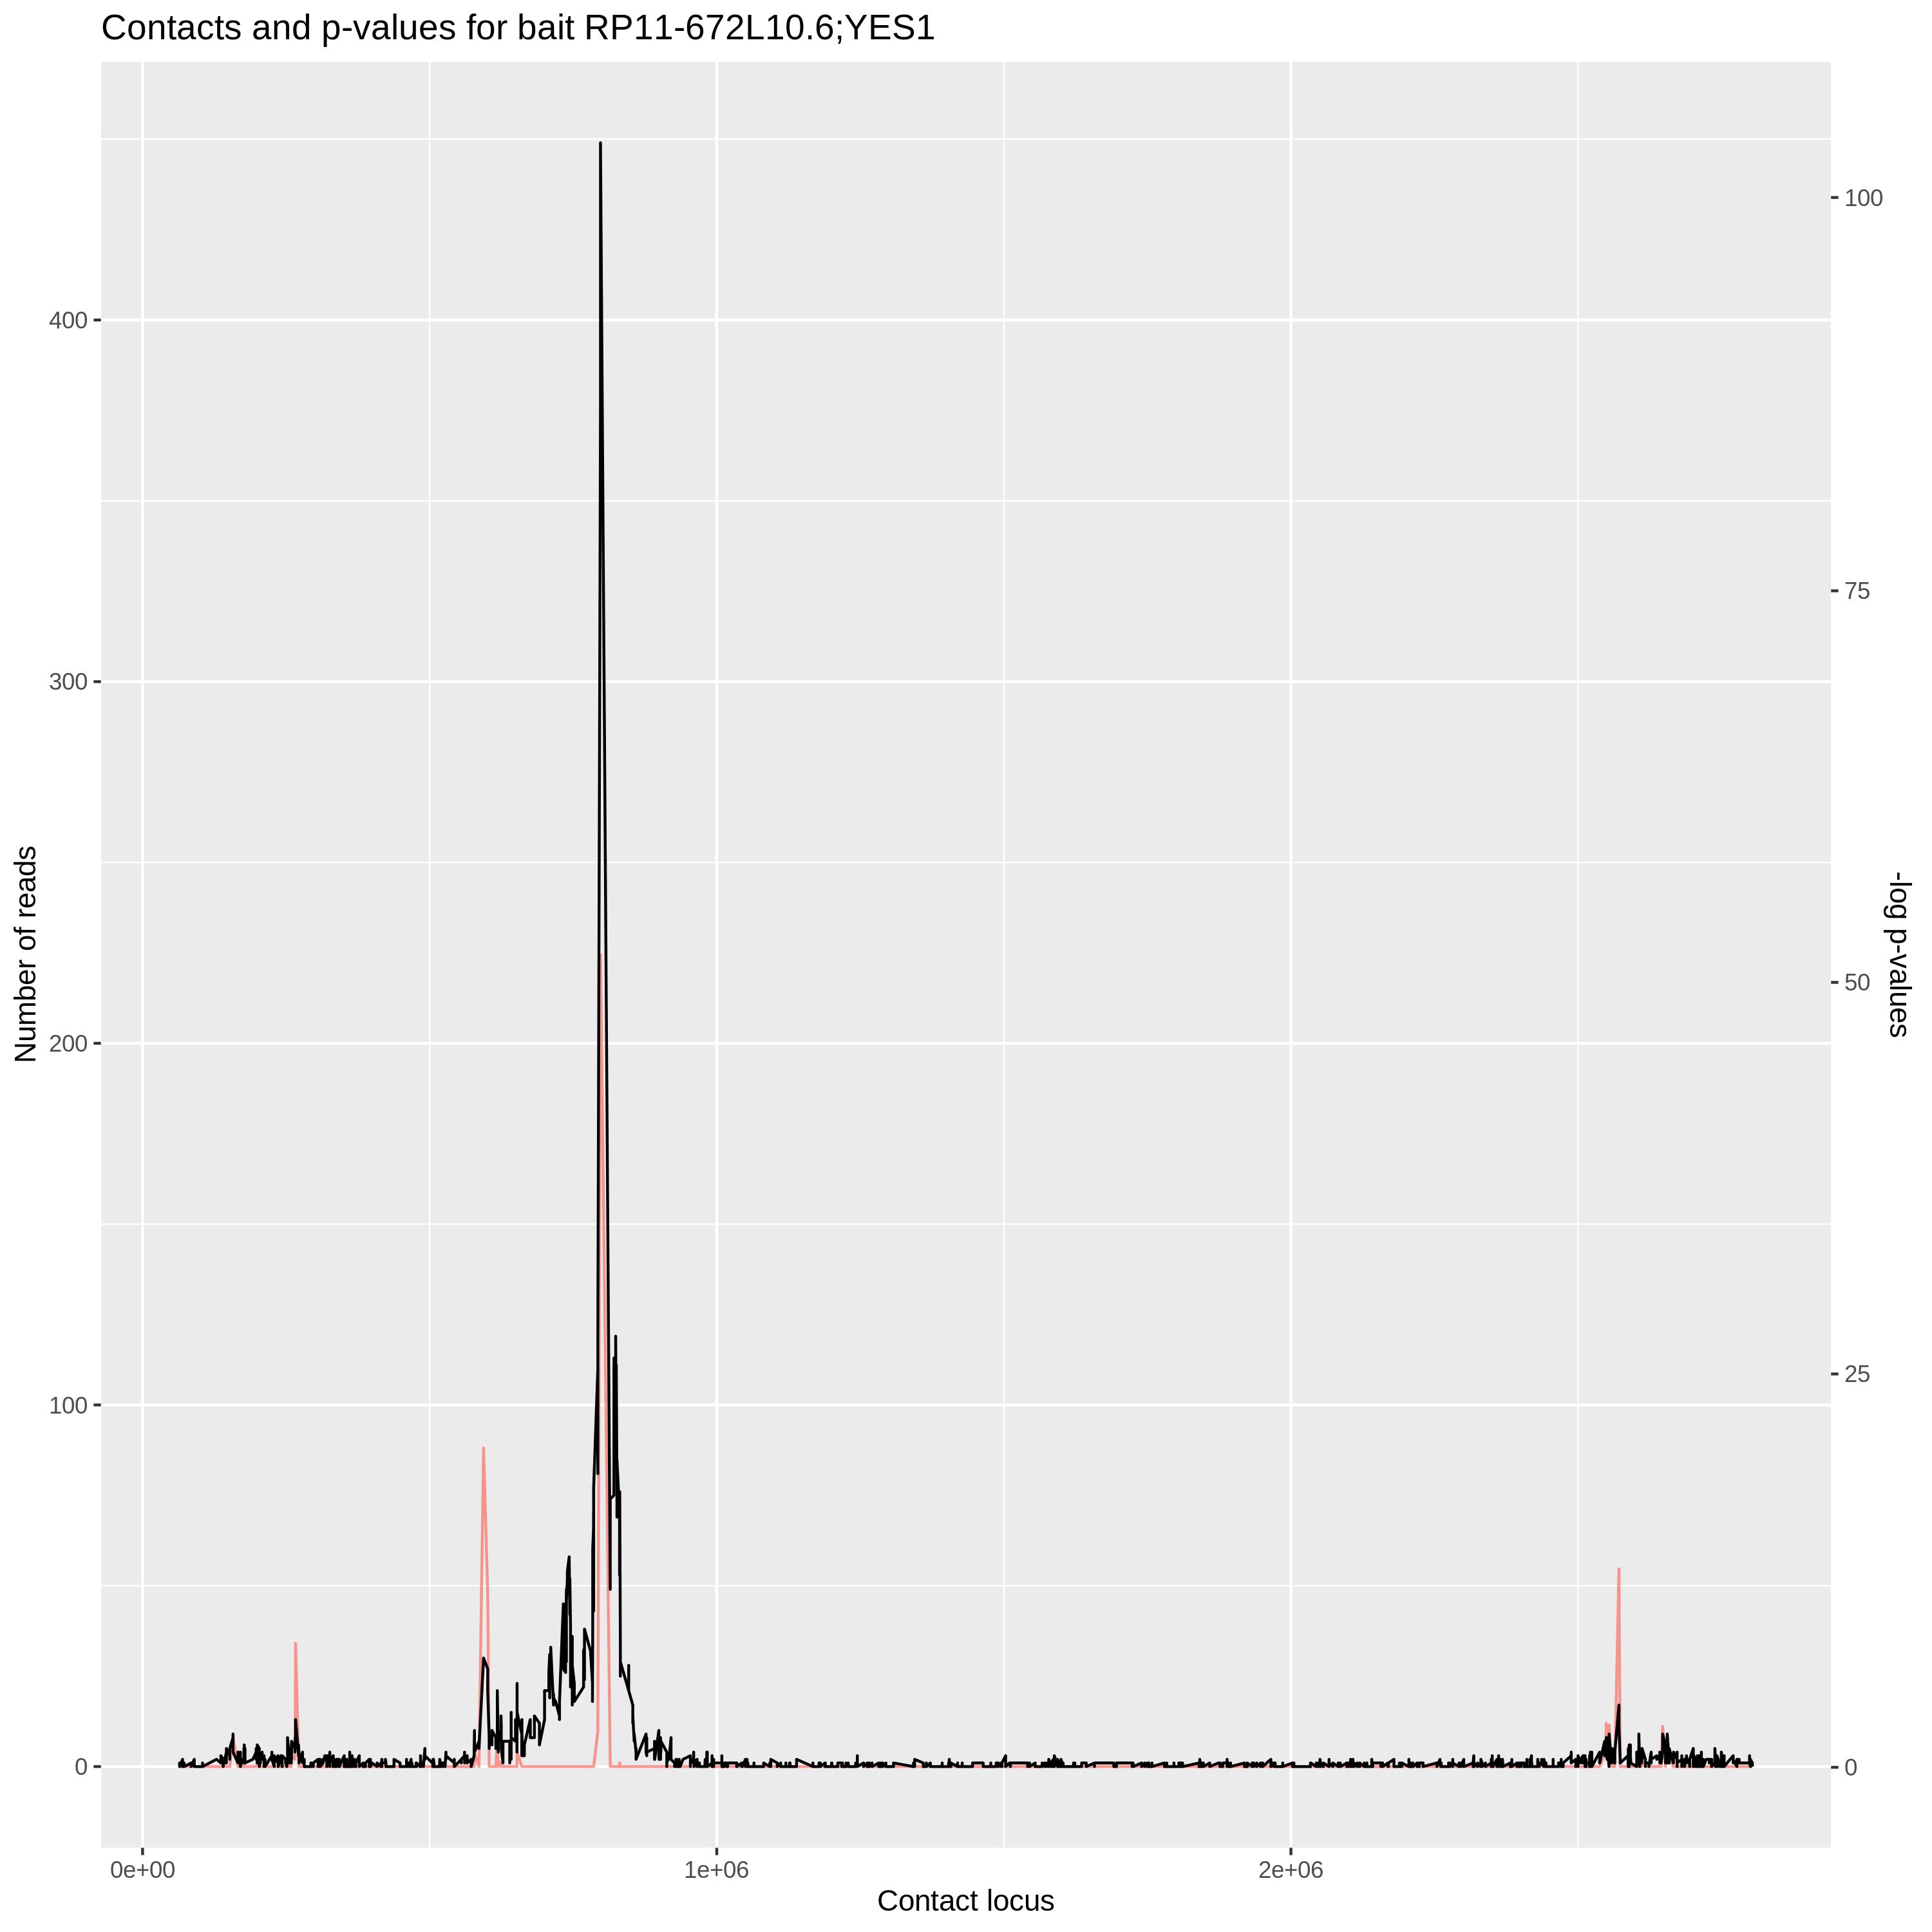 Contacts and p-values for bait RP11-672L10.6;YES1
400
300
200
100
0
Number of reads
100
75
50
25
0
-log p-values
0e+00
1e+06
2e+06
Contact locus